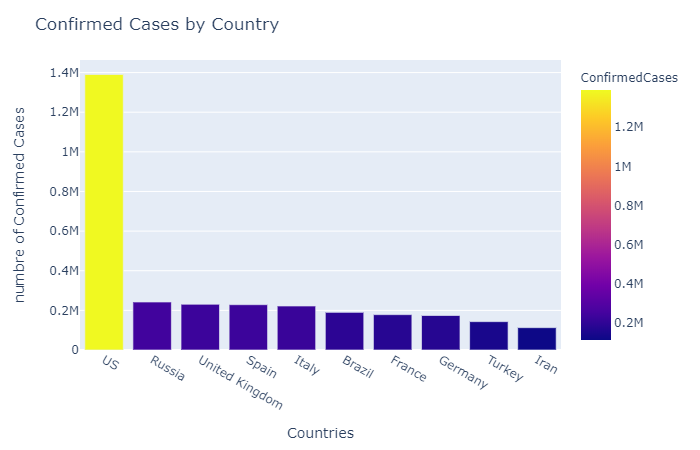 Confirmed Cases by Country
numbre of Confirmed Cases
1.4M
1.2M
1M
0.8M
0.6M
0.4M
0.2M
0
US
Russia
United Kingdom
Spain
Italy
Brazil
France
Germany
Turkey
Iran
Countries
ConfirmedCases
1.2M
1M
0.8M
0.6M
0.4M
0.2M